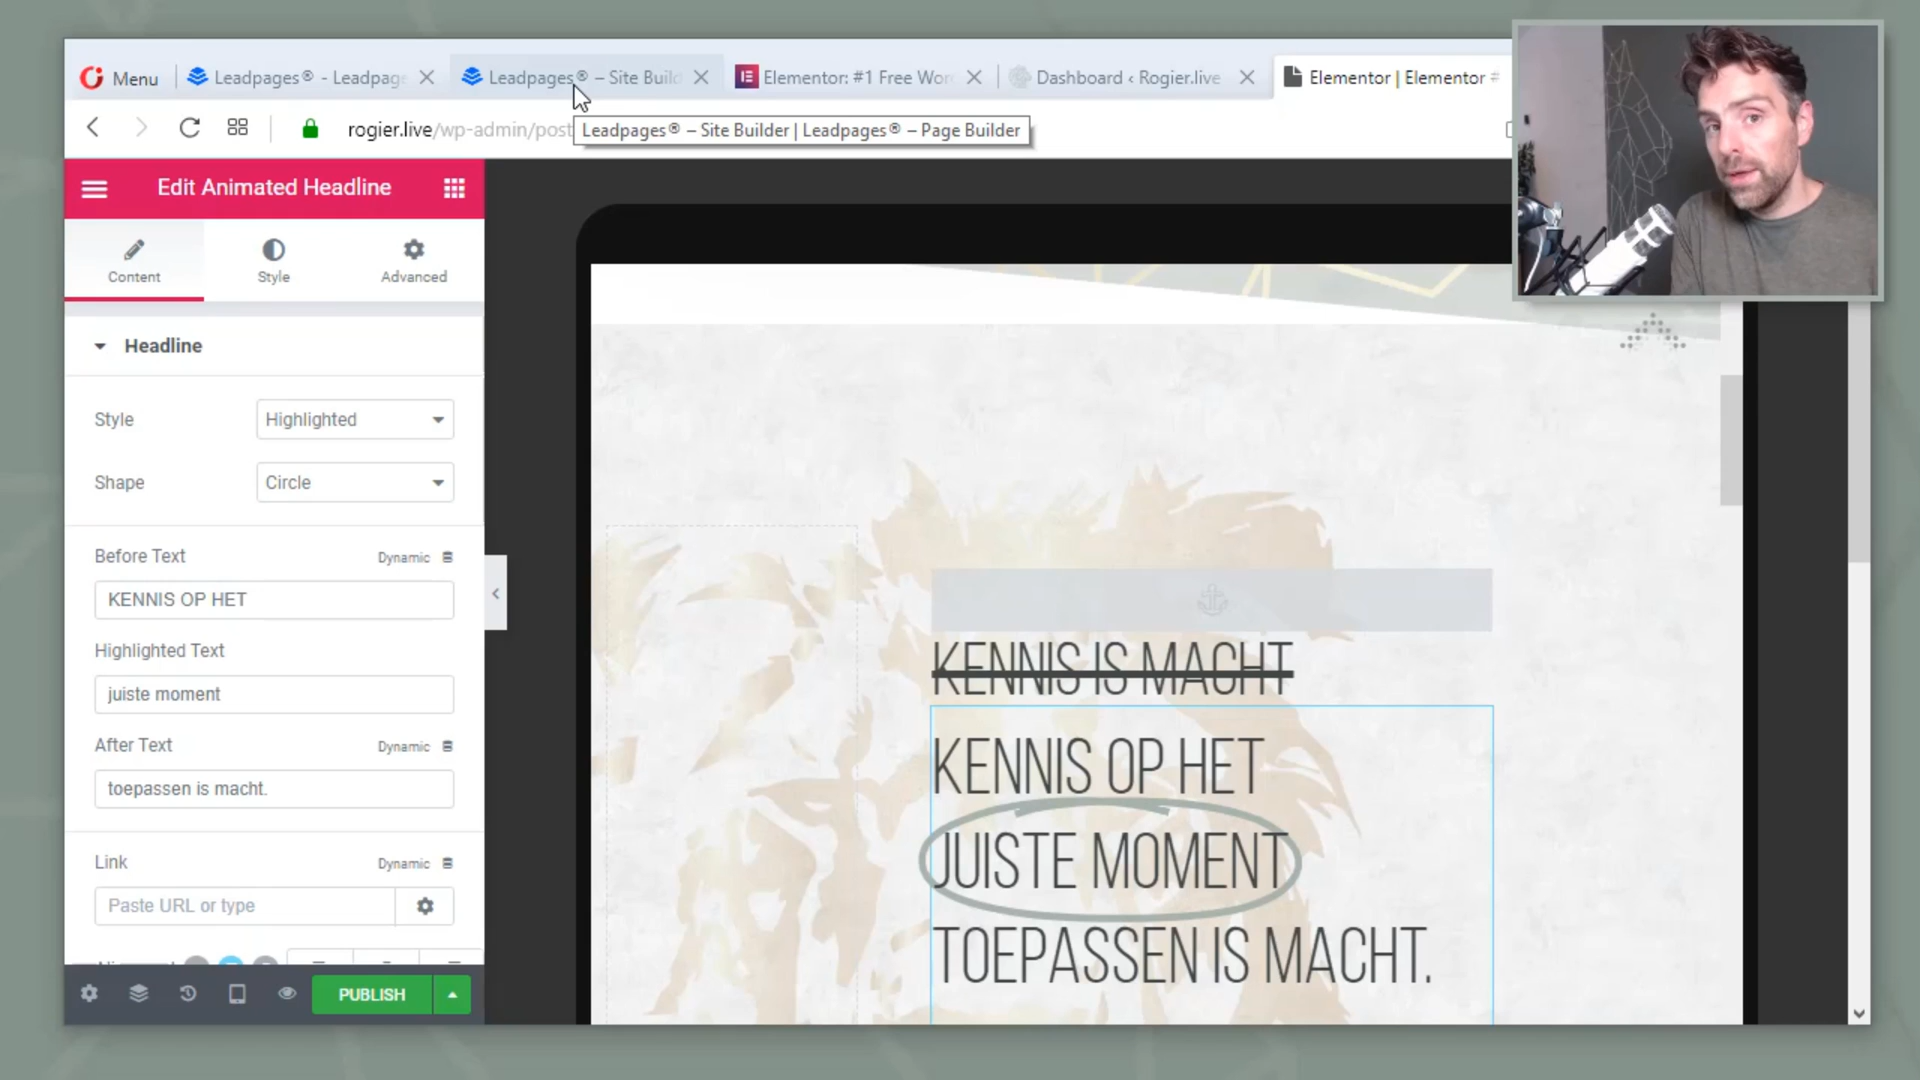 Menu
Leadpages® - Leadpage
Leadpages® – Site Build
Elementor: #1 Free Wor
Dashboard ‹ Rogier.live
Elementor | Elementor #
rogier.live/wp-admin/post
Leadpages® – Site Builder | Leadpages® – Page Builder
Edit Animated Headline
Content
Style
Advanced
Headline
Style
Highlighted
Shape
Circle
Before Text
Dynamic
KENNIS OP HET
Highlighted Text
juiste moment
After Text
Dynamic
toepassen is macht.
Link
Dynamic
Paste URL or type
PUBLISH
KENNIS IS MACHT
KENNIS OP HET
JUISTE MOMENT
TOEPASSEN IS MACHT.